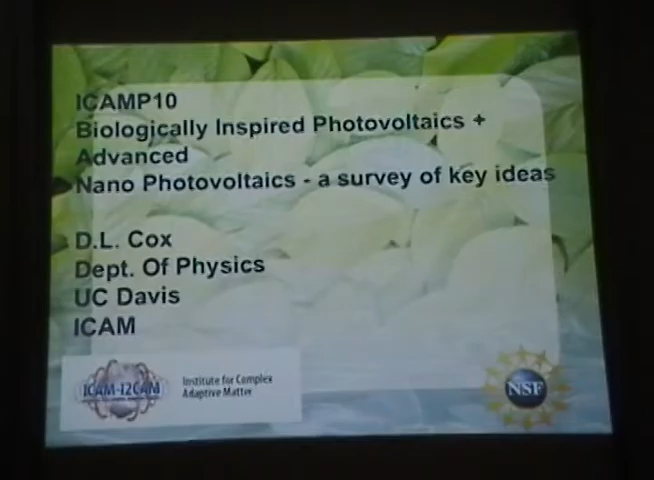 ICAMP10
Biologically Inspired Photovoltaics +
Advanced
Nano Photovoltaics - a survey of key ideas
D.L. Cox
Dept. Of Physics
UC Davis
ICAM
ICAM-I2CAM
Institute for Complex
Adaptive Matter
NSF